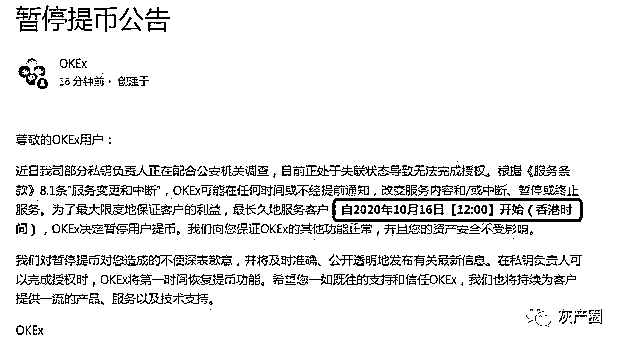 暂停提币公告
OKEx
36 分钟前· 创建于
尊敬的OKEx用户：
近日我司部分私钥负责人正在配合公安机关调查，目前正处于失联状态导致无法完成授权。根据《服务条
款》8.1条“服务变更和中断”，OKEx可能在任何时间或不经提前通知，改变服务内容和/或中断、暂停或终止
服务。为了最大限度地保证客户的利益，最长久地服务客户，自2020年10月16日【12:00】开始（香港时
间），OKEx决定暂停用户提币。我们向您保证OKEx的其他功能正常，并且您的资产安全不受影响。
我们对暂停提币对您造成的不便深表歉意，并将及时准确、公开透明地发布有关最新信息。在私钥负责人可
以完成授权时，OKEx将第一时间恢复提币功能。希望您一如既往的支持和信任OKEx，我们也将持续为客户
提供一流的产品、服务以及技术支持。
OKEx
灰产圈